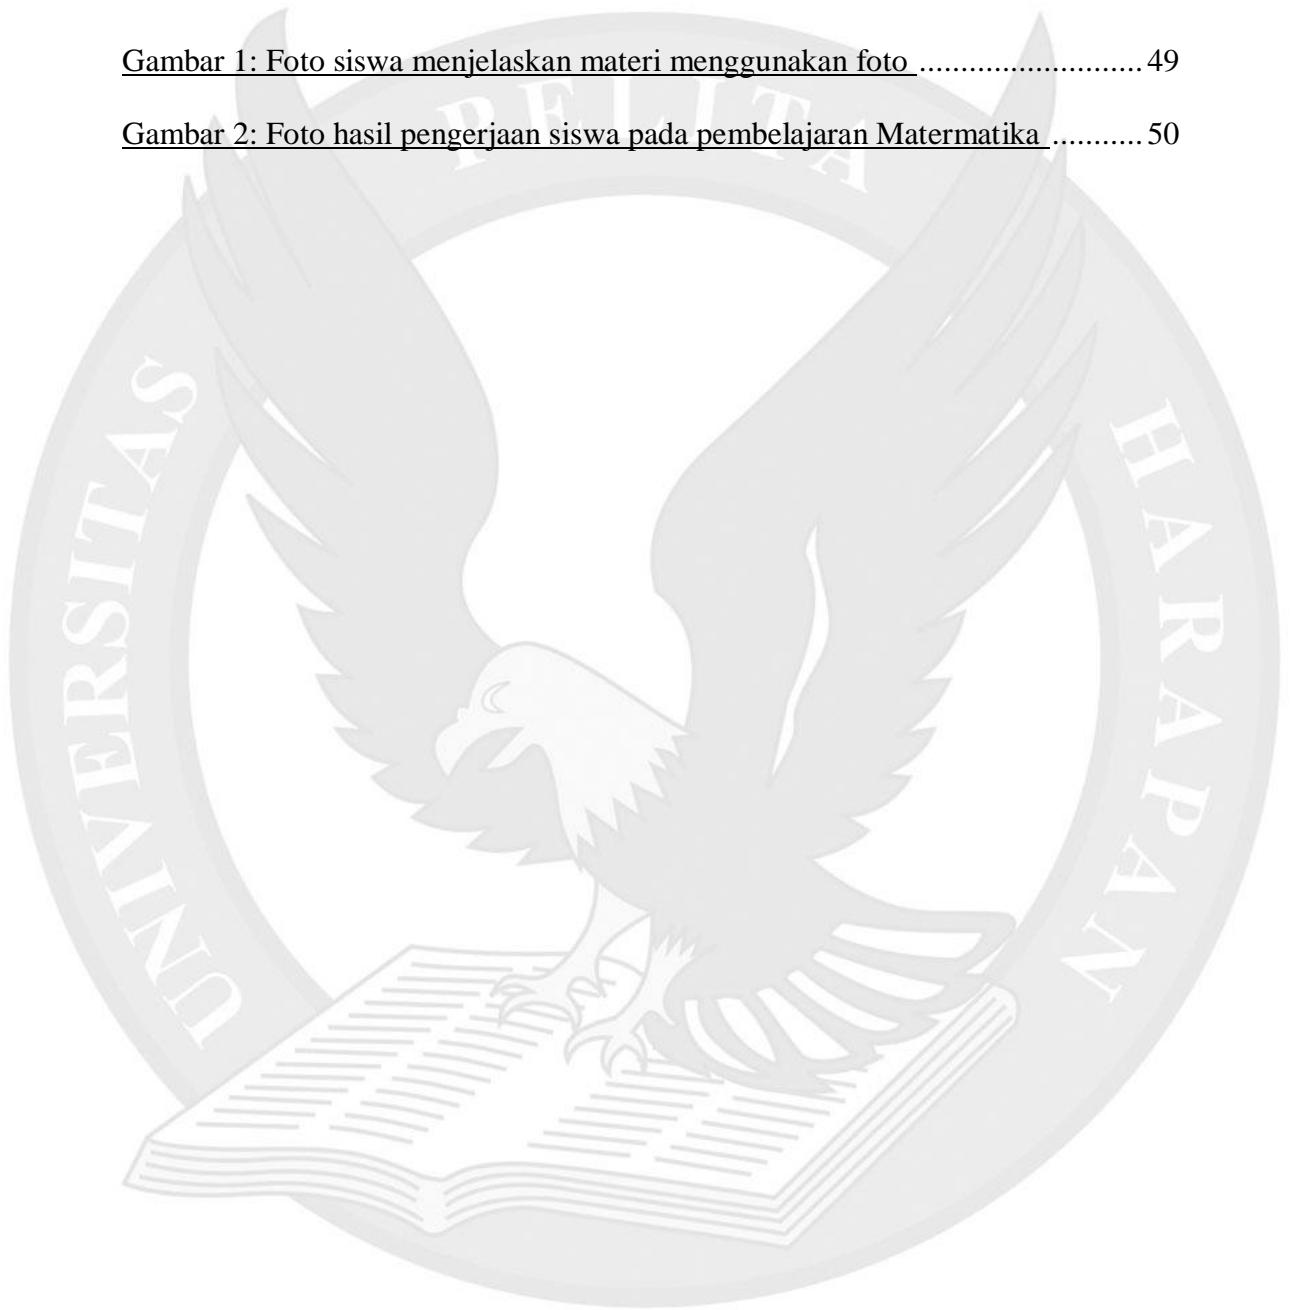 Gambar 1: Foto siswa menjelaskan materi menggunakan foto ........................... 49
Gambar 2: Foto hasil pengerjaan siswa pada pembelajaran Matermatika ........... 50
UNIVERSITAS PELITA HARAPAN